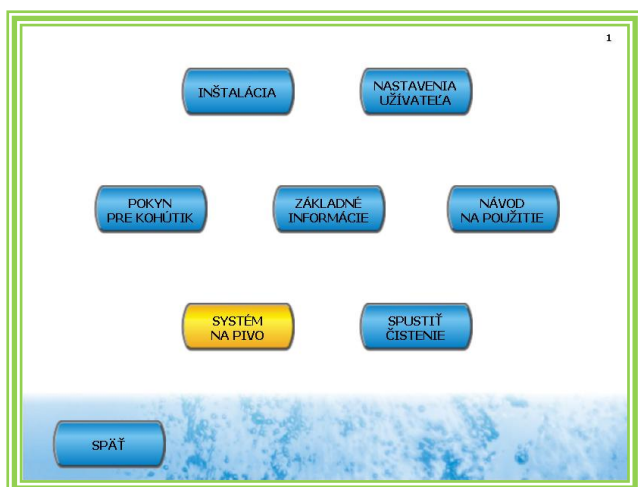 1
INŠTALÁCIA
NASTAVENIA
UŽÍVATEĽA
POKYN
PRE KOHÚTIK
ZÁKLADNÉ
INFORMÁCIE
NÁVOD
NA POUŽITIE
SYSTÉM
NA PIVO
SPUSTIŤ
ČISTENIE
SPÄŤ